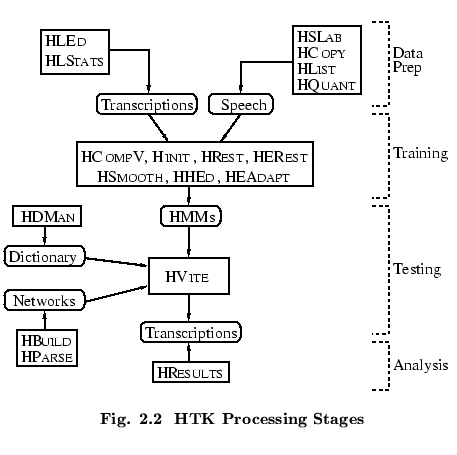 HLED
HLSTATS
HSLAB
HCOPY
HLIST
HQUANT
Data
Prep
Transcriptions
Speech
HCOMPV, HINIT, HREST, HEREST
HSMOOTH, HHED, HEADAPT
Training
HDMAN
HMMs
Dictionary
HVITE
Testing
Networks
Transcriptions
HBUILD
HPARSE
HRESULTS
Analysis
Fig. 2.2 HTK Processing Stages